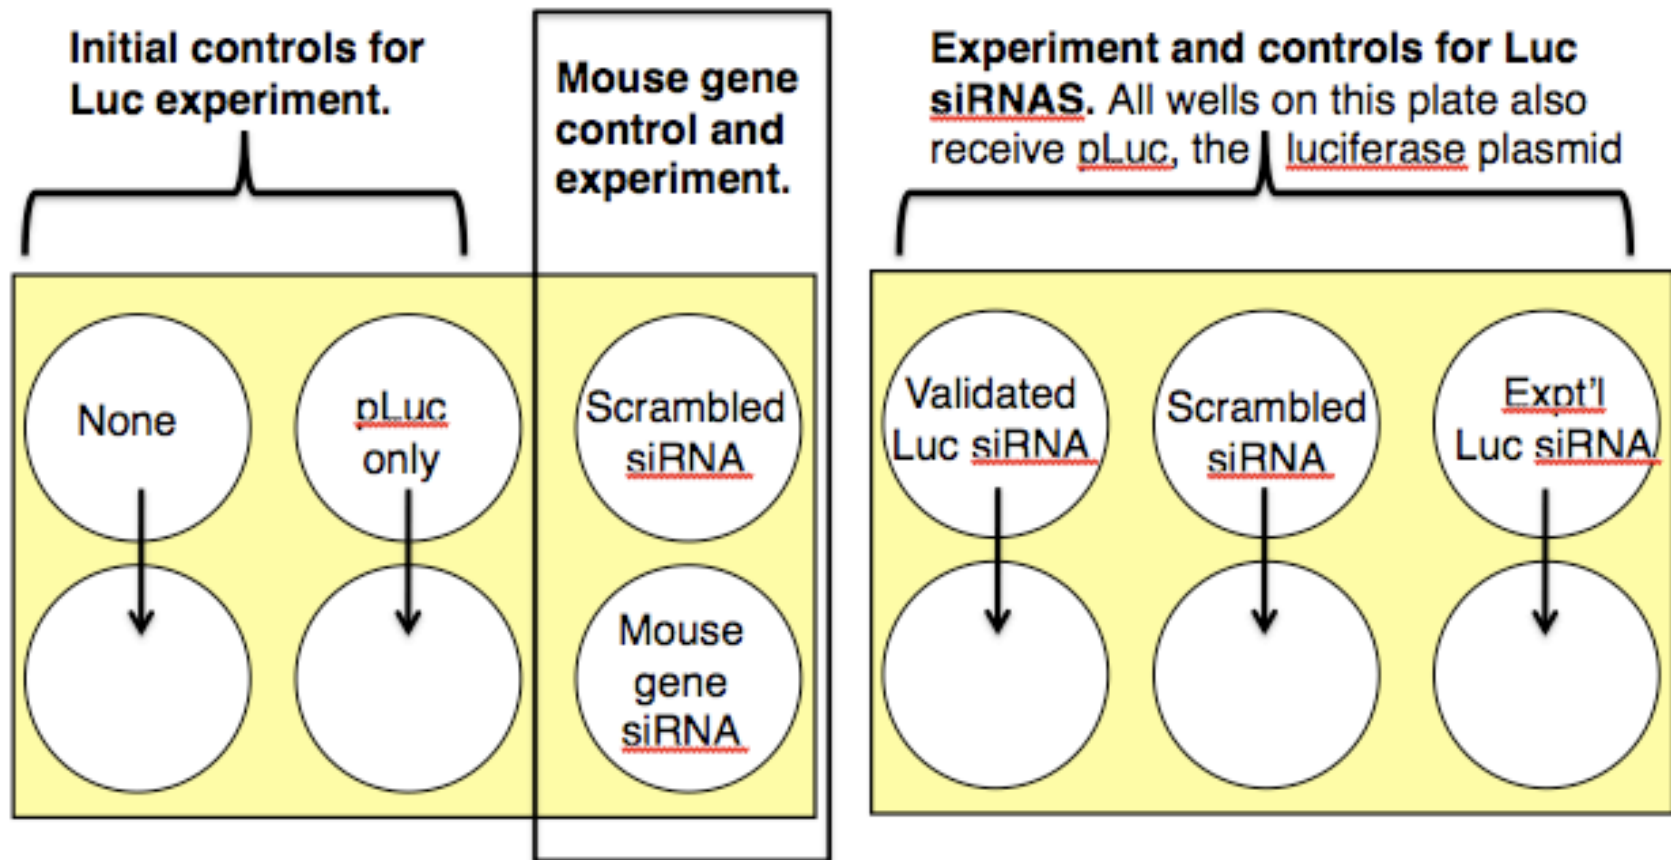 Initial controls for
Luc experiment.
Mouse gene
control and
experiment.
Experiment and controls for Luc
siRNAS. All wells on this plate also
receive pLuc, the luciferase plasmid
None
pLuc
only
Scrambled
siRNA
Mouse
gene
siRNA
Validated
Luc siRNA
Scrambled
siRNA
Expt'l
Luc siRNA